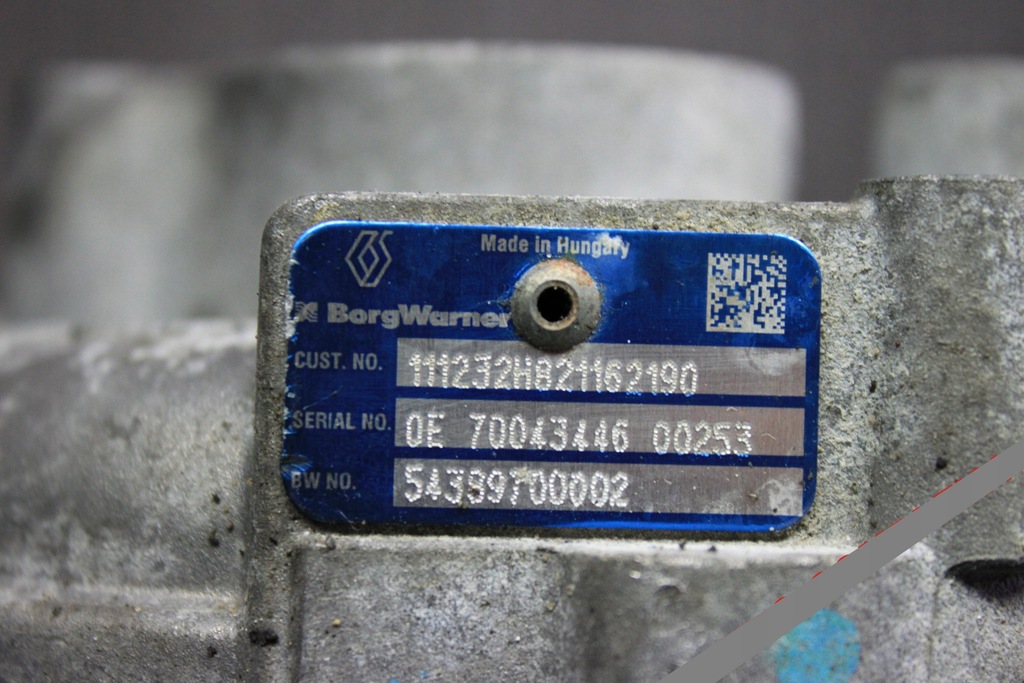 Made in Hungary
BorgWarner
CUST. NO. 111232H821162190
SERIAL NO. 0E 70043446 00253
BW NO. 54389700002